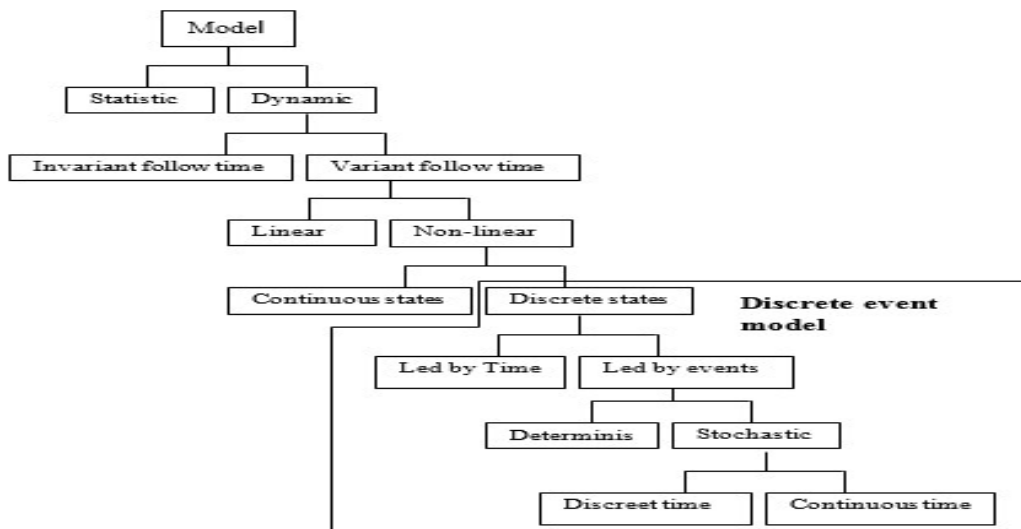 Model
Statistic
Dynamic
Invariant follow time
Variant follow time
Linear
Non-linear
Continuous states
Discrete states
Discrete event
model
Led by Time
Led by events
Determinis
Stochastic
Discreet time
Continuous time